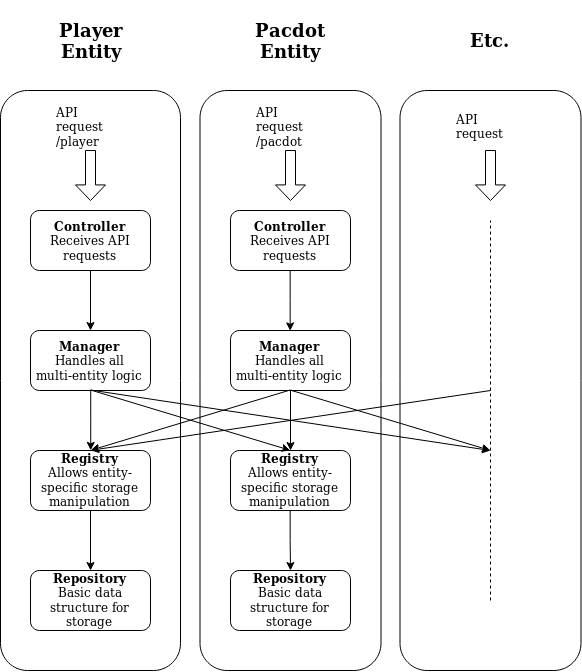 Player
Entity
Pacdot
Entity
Etc.
API
request
/player
Controller
Receives API
requests
Manager
Handles all
multi-entity logic
Registry
Allows entity-
specific storage
manipulation
Repository
Basic data
structure for
storage
API
request
/pacdot
Controller
Receives API
requests
Manager
Handles all
multi-entity logic
Registry
Allows entity-
specific storage
manipulation
Repository
Basic data
structure for
storage
API
request